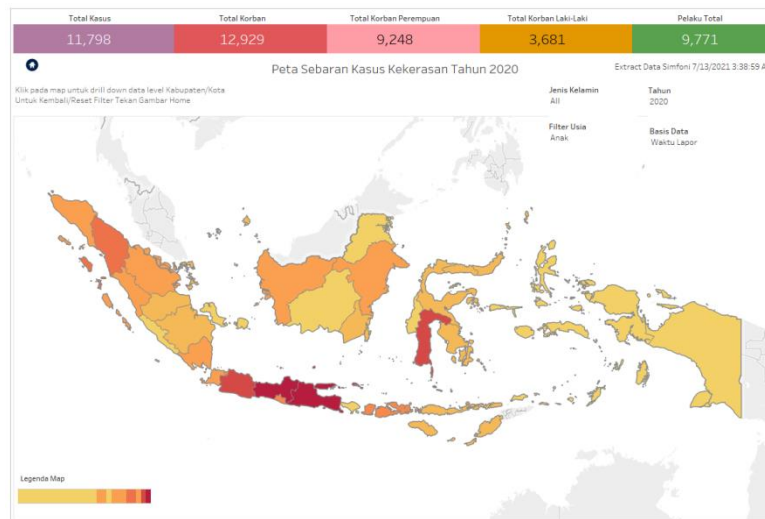 Total Kasus
11,798
Total Korban
12,929
Total Korban Perempuan
9,248
Total Korban Laki-Laki
3,681
Pelaku Total
9,771
Peta Sebaran Kasus Kekerasan Tahun 2020
Extract Data Simfoni 7/13/2021 3:38:59 A
Klik pada map untuk drill down data level Kabupaten/Kota
Untuk Kembali/Reset Filter Tekan Gambar Home
Jenis Kelamin
All
Tahun
2020
Filter Usia
Anak
Basis Data
Waktu Lapor
Legenda Map